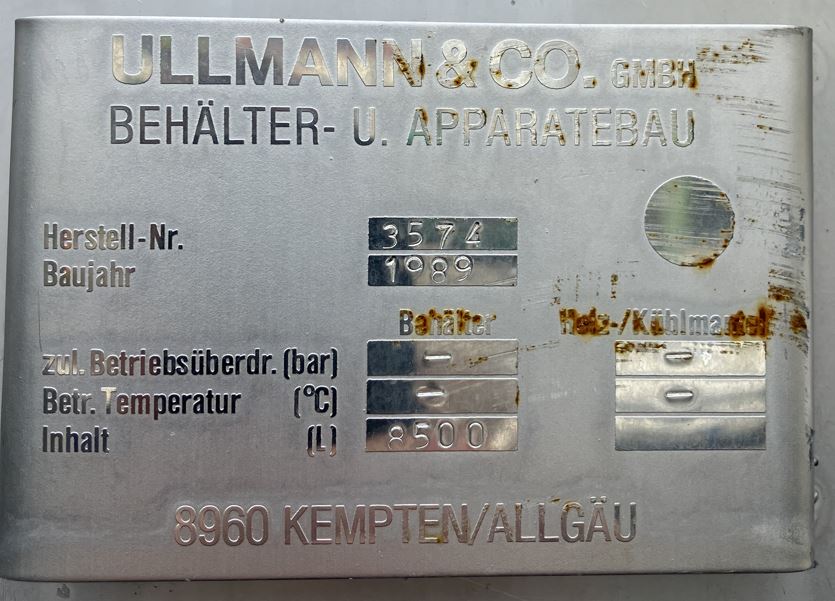 ULLMANN & CO. GMBH
BEHÄLTER- U. APPARATEBAU
Herstell-Nr. 3574
Baujahr 1989
Behälter Heiz-/Kühlmantel
zul. Betriebsüberdr. (bar) - -
Betr. Temperatur (°C) - -
Inhalt (L) 8500
8960 KEMPTEN/ALLGÄU